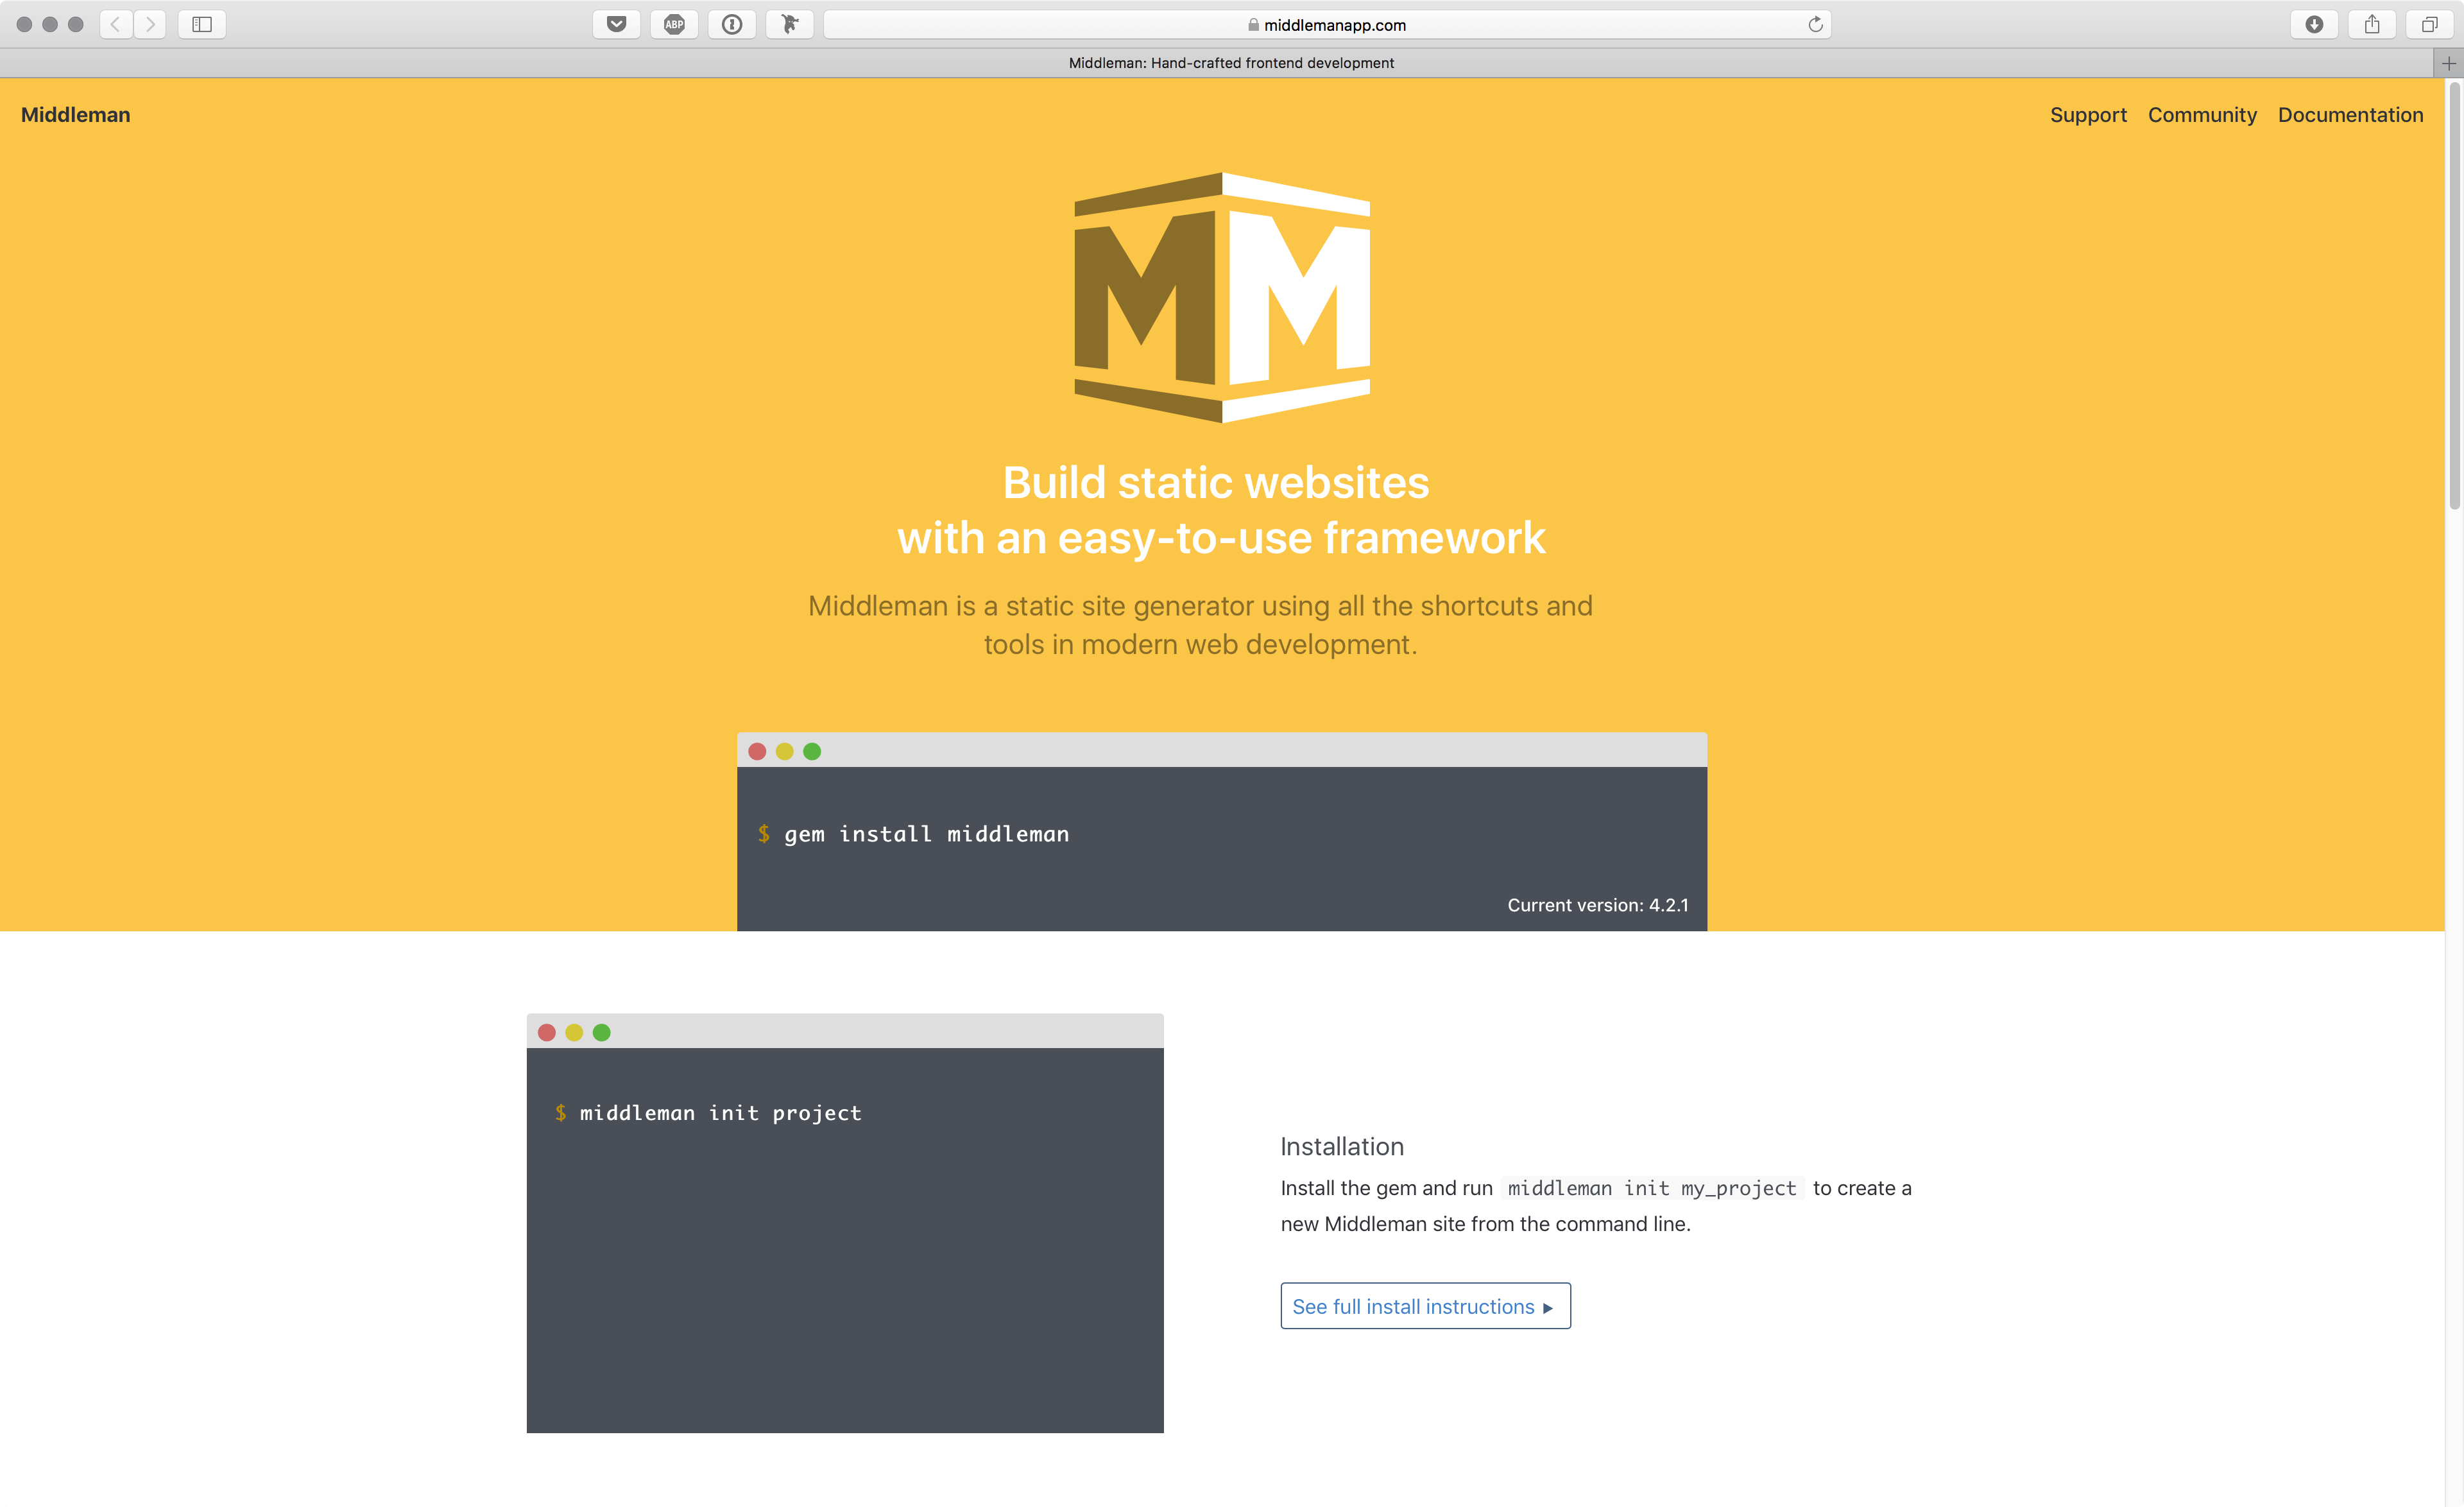 ABP
middlemanapp.com
Middleman: Hand-crafted frontend development
Middleman
Support Community Documentation
MM
Build static websites
with an easy-to-use framework
Middleman is a static site generator using all the shortcuts and
tools in modern web development.
$ gem install middleman
Current version: 4.2.1
$ middleman init project
Installation
Install the gem and run middleman init my_project to create a
new Middleman site from the command line.
See full install instructions ▸